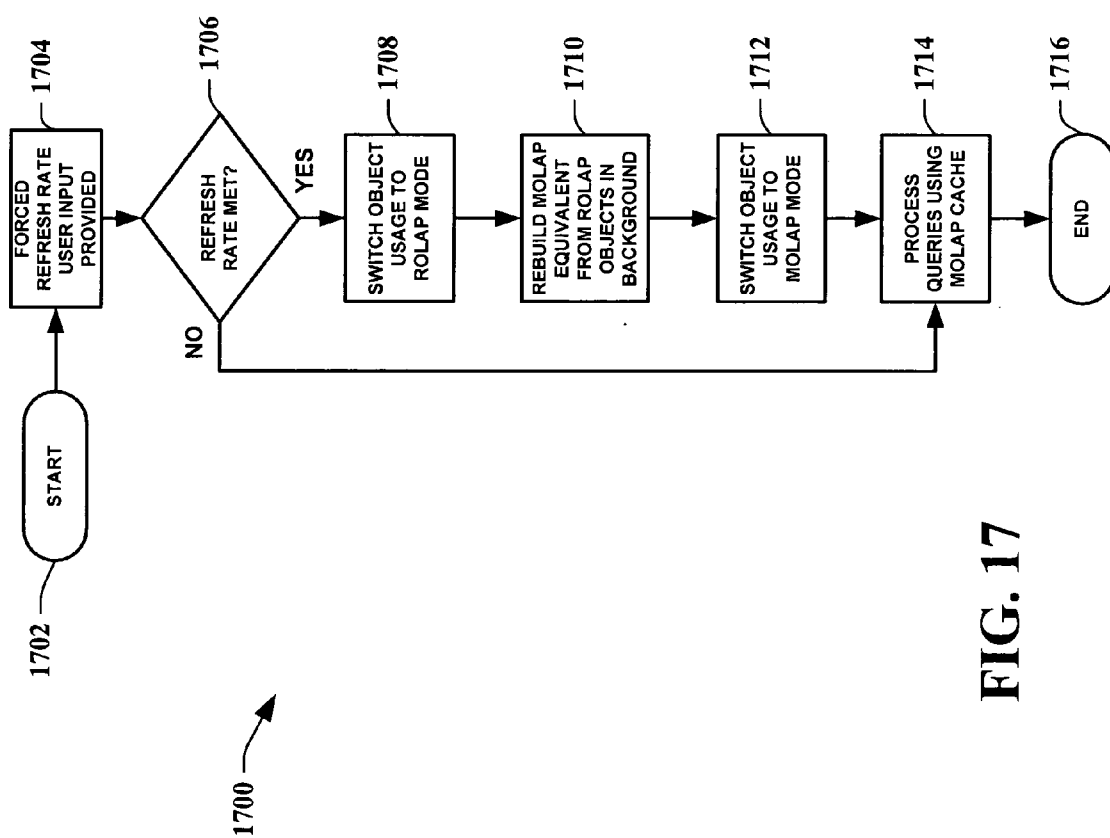 1700
1702
START
FORCED
REFRESH RATE
USER INPUT
PROVIDED
1704
REFRESH
RATE MET?
1706
NO
YES
SWITCH OBJECT
USAGE TO
ROLAP MODE
1708
REBUILD MOLAP
EQUIVALENT
FROM ROLAP
OBJECTS IN
BACKGROUND
1710
SWITCH OBJECT
USAGE TO
MOLAP MODE
1712
PROCESS
QUERIES USING
MOLAP CACHE
1714
END
1716
FIG. 17